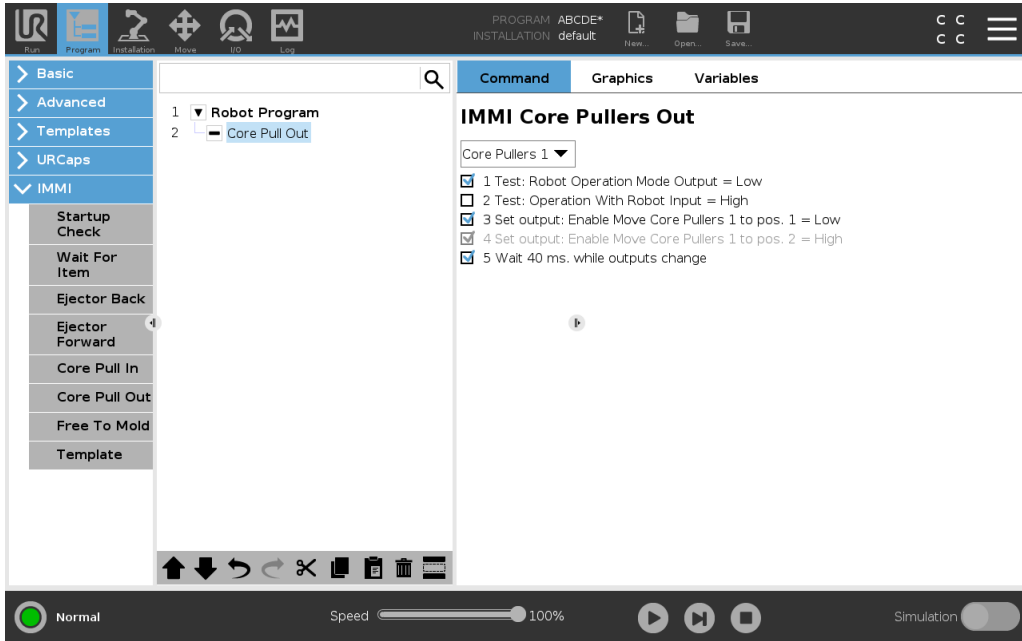 UR
PROGRAM ABCDE*
INSTALLATION default
Run
Program
Installation
Move
I/O
Log
New...
Open...
Save...
C C
C C
Basic
Advanced
Templates
URCaps
IMMI
Startup
Check
Wait For
Item
Ejector Back
Ejector
Forward
Core Pull In
Core Pull Out
Free To Mold
Template
1 Robot Program
2 Core Pull Out
Command Graphics Variables
IMMI Core Pullers Out
Core Pullers 1
1 Test: Robot Operation Mode Output = Low
2 Test: Operation With Robot Input = High
3 Set output: Enable Move Core Pullers 1 to pos. 1 = Low
4 Set output: Enable Move Core Pullers 1 to pos. 2 = High
5 Wait 40 ms. while outputs change
Normal
Speed 100%
Simulation